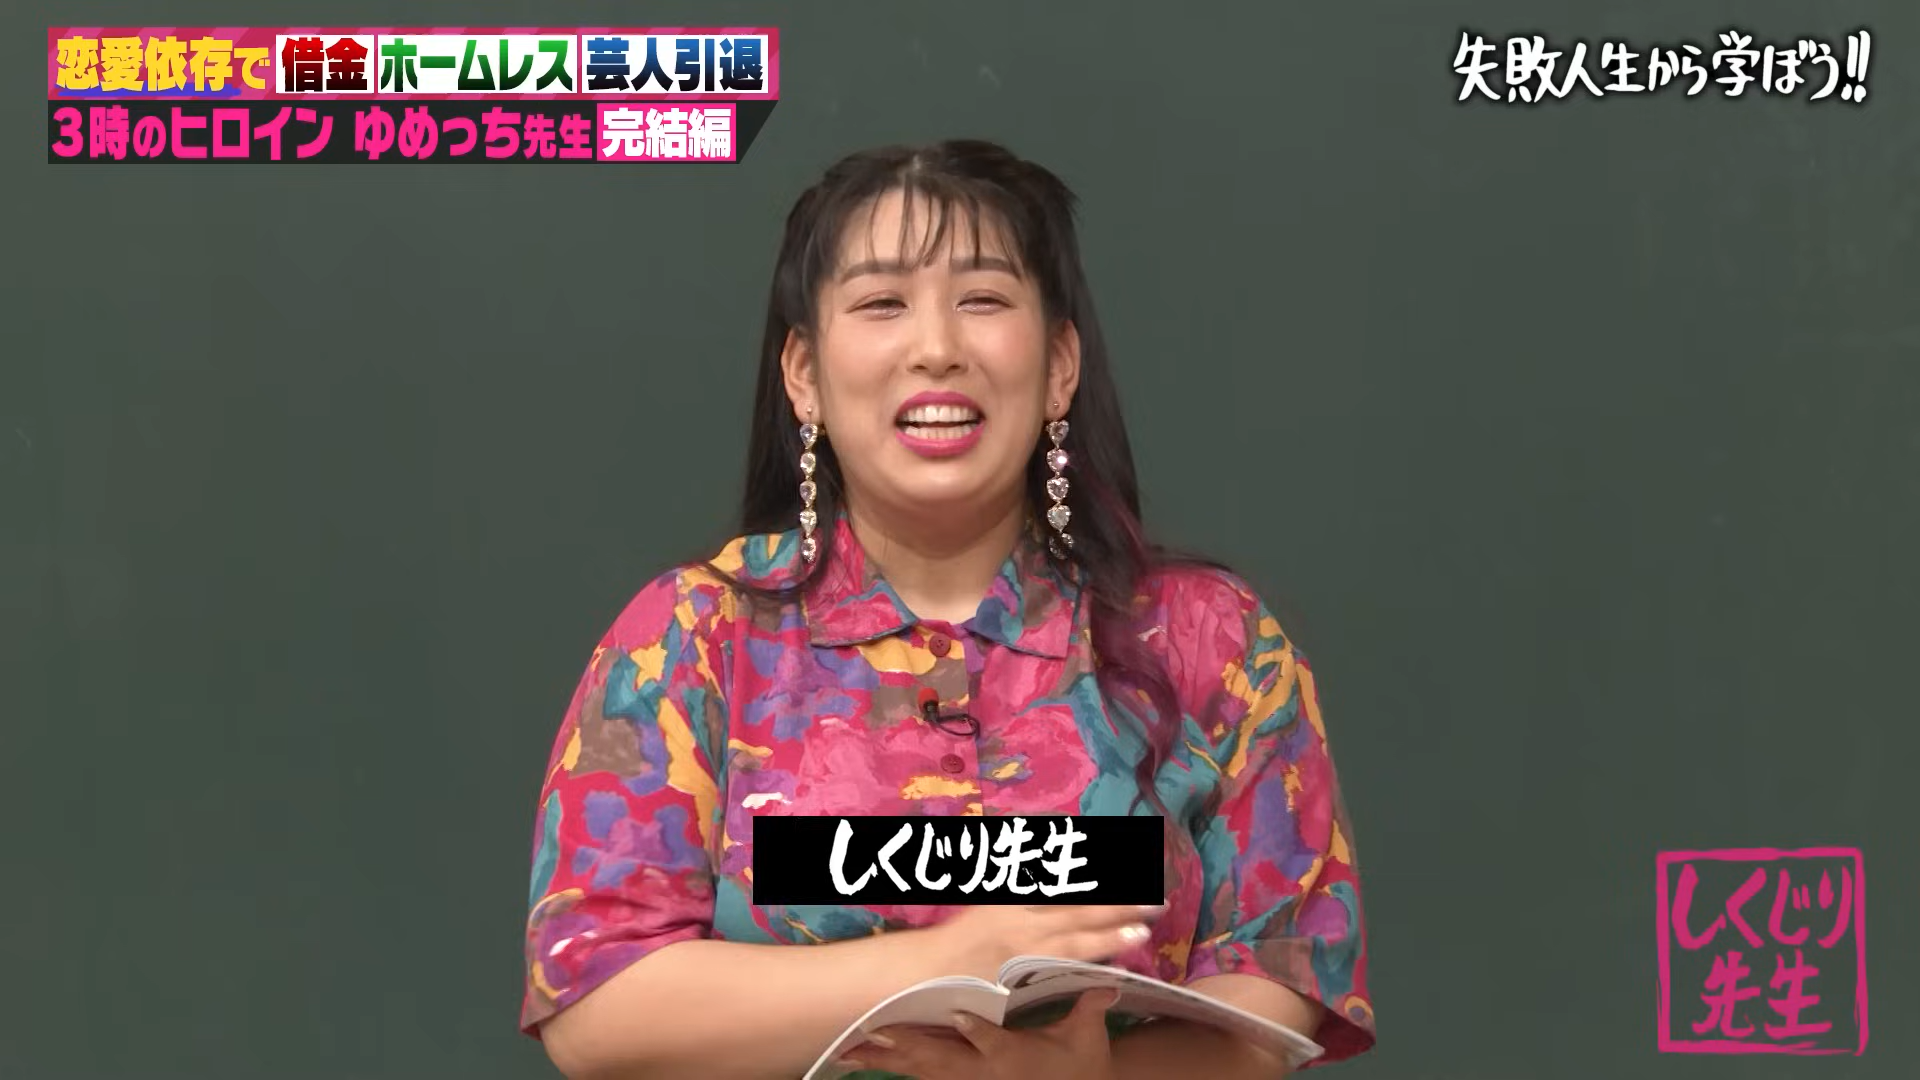 恋愛依存で借金ホームレス芸人引退
3時のヒロイン ゆめっち先生完結編
失敗人生から学ぼう!!
しくじり先生
しくじり
先生